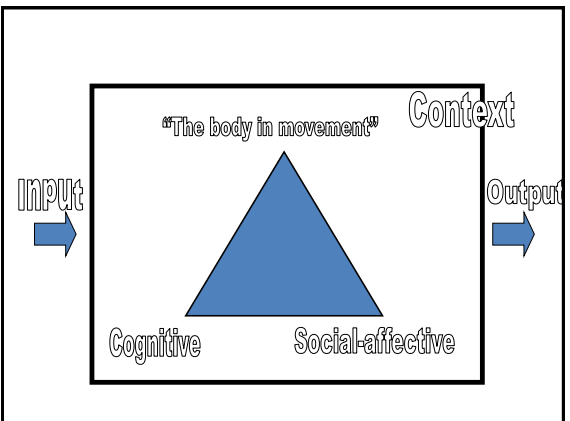 Context
“The body in movement”
Input
Output
Cognitive
Social-affective